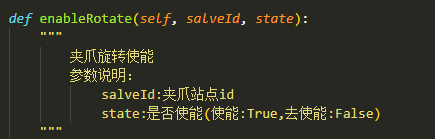 def enableRotate(self, salveId, state):
"""
夹爪旋转使能
参数说明:
salveId:夹爪站点id
state:是否使能(使能:True,去使能:False)
"""